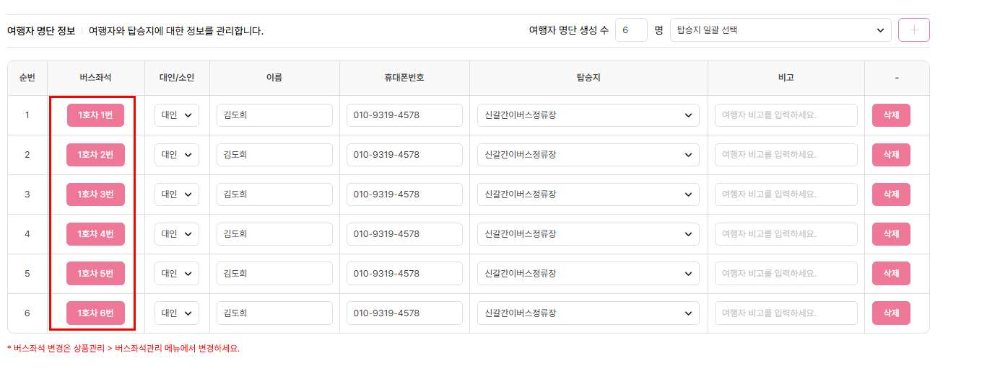 여행자 명단 정보 | 여행자와 탑승지에 대한 정보를 관리합니다. 여행자 명단 생성 수 6 명 탑승지 일괄 선택 +
순번 버스좌석 대인/소인 이름 휴대폰번호 탑승지 비고 -
1 1호차 1번 대인 김도희 010-9319-4578 신갈간이버스정류장 여행자 비고를 입력하세요. 삭제
2 1호차 2번 대인 김도희 010-9319-4578 신갈간이버스정류장 여행자 비고를 입력하세요. 삭제
3 1호차 3번 대인 김도희 010-9319-4578 신갈간이버스정류장 여행자 비고를 입력하세요. 삭제
4 1호차 4번 대인 김도희 010-9319-4578 신갈간이버스정류장 여행자 비고를 입력하세요. 삭제
5 1호차 5번 대인 김도희 010-9319-4578 신갈간이버스정류장 여행자 비고를 입력하세요. 삭제
6 1호차 6번 대인 김도희 010-9319-4578 신갈간이버스정류장 여행자 비고를 입력하세요. 삭제
* 버스좌석 변경은 상품관리 > 버스좌석관리 메뉴에서 변경하세요.